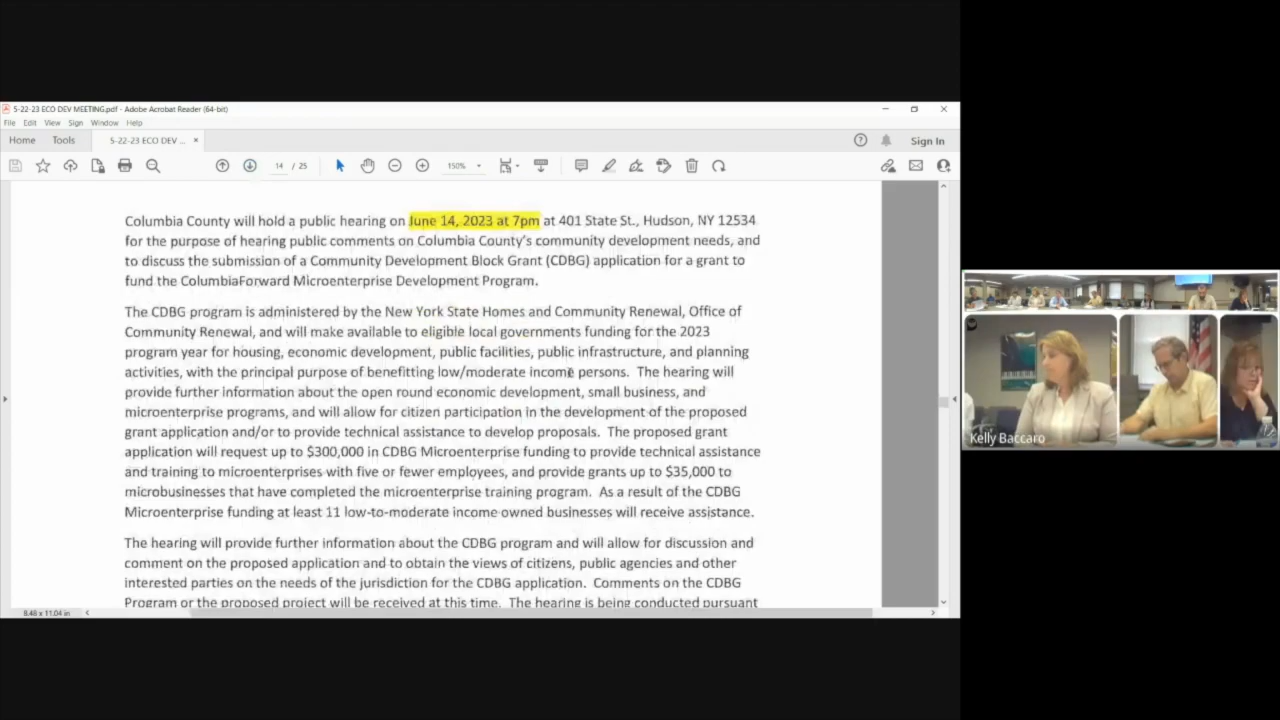 5-22-23 ECO DEV MEETING.pdf - Adobe Acrobat Reader (64-bit)
File Edit View Sign Window Help
Home Tools 5-22-23 ECO DEV ... × Sign In
14 / 25 150%
Columbia County will hold a public hearing on June 14, 2023 at 7pm at 401 State St., Hudson, NY 12534
for the purpose of hearing public comments on Columbia County's community development needs, and
to discuss the submission of a Community Development Block Grant (CDBG) application for a grant to
fund the ColumbiaForward Microenterprise Development Program.
The CDBG program is administered by the New York State Homes and Community Renewal, Office of
Community Renewal, and will make available to eligible local governments funding for the 2023
program year for housing, economic development, public facilities, public infrastructure, and planning
activities, with the principal purpose of benefitting low/moderate income persons. The hearing will
provide further information about the open round economic development, small business, and
microenterprise programs, and will allow for citizen participation in the development of the proposed
grant application and/or to provide technical assistance to develop proposals. The proposed grant
application will request up to $300,000 in CDBG Microenterprise funding to provide technical assistance
and training to microenterprises with five or fewer employees, and provide grants up to $35,000 to
microbusinesses that have completed the microenterprise training program. As a result of the CDBG
Microenterprise funding at least 11 low-to-moderate income owned businesses will receive assistance.
The hearing will provide further information about the CDBG program and will allow for discussion and
comment on the proposed application and to obtain the views of citizens, public agencies and other
interested parties on the needs of the jurisdiction for the CDBG application. Comments on the CDBG
Program or the proposed project will be received at this time. The hearing is being conducted pursuant
8.48 x 11.04 in
Kelly Baccaro